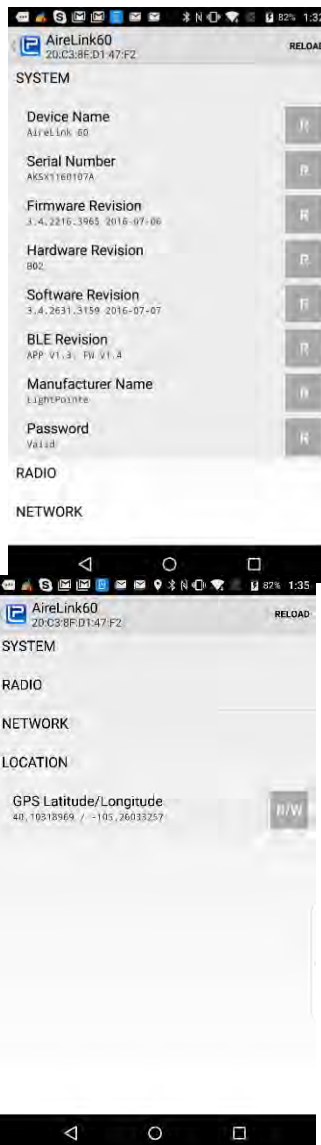 82% 1:32
AireLink60
20:C3:8F:D1:47:F2
RELOAD
SYSTEM
Device Name
AireLink 60
R
Serial Number
AKSX1160107A
R
Firmware Revision
3.4.2216.3965 2016-07-06
R
Hardware Revision
B02
R
Software Revision
3.4.2631.3159 2016-07-07
R
BLE Revision
APP V1.3, FW V1.4
R
Manufacturer Name
LightPointe
R
Password
Valid
R
RADIO
NETWORK
82% 1:35
AireLink60
20:C3:8F:D1:47:F2
RELOAD
SYSTEM
RADIO
NETWORK
LOCATION
GPS Latitude/Longitude
40.10318969 / -105.26033257
R/W